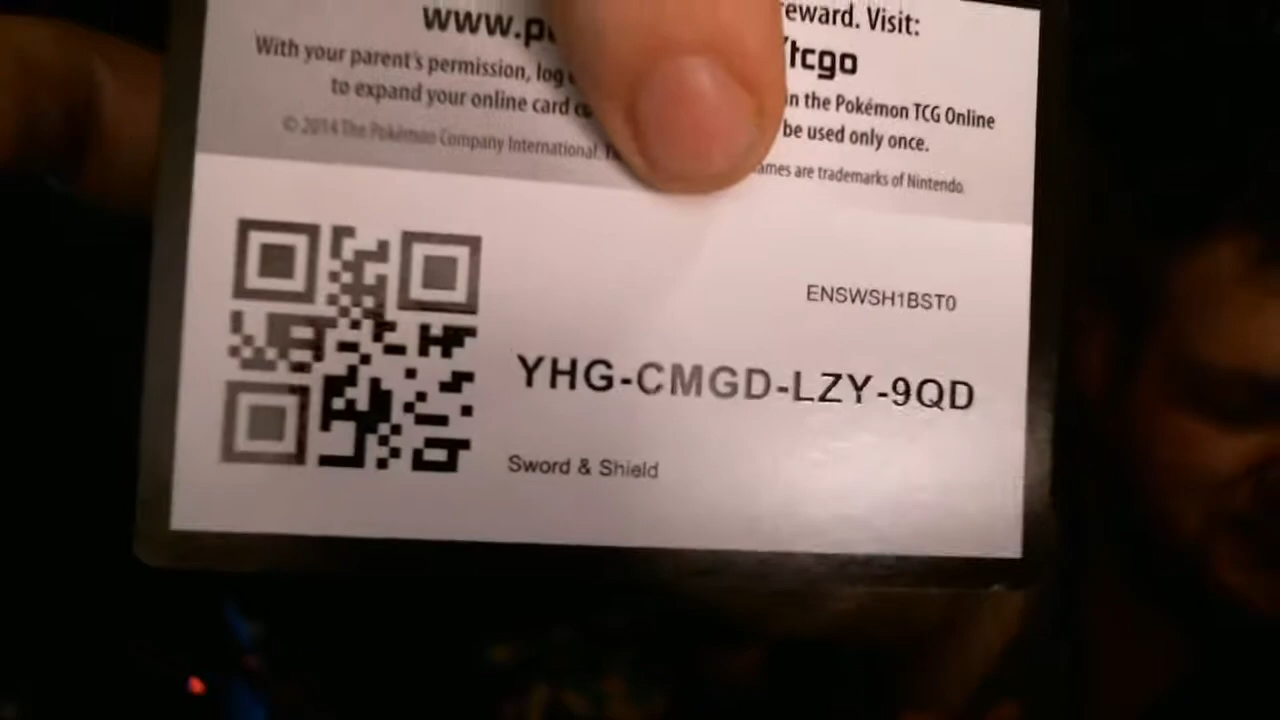 eward. Visit:
www.p /tcgo
With your parent's permission, log in the Pokémon TCG Online
to expand your online card be used only once.
© 2014 The Pokémon Company International. ames are trademarks of Nintendo.
ENSWSH1BST0
YHG-CMGD-LZY-9QD
Sword & Shield